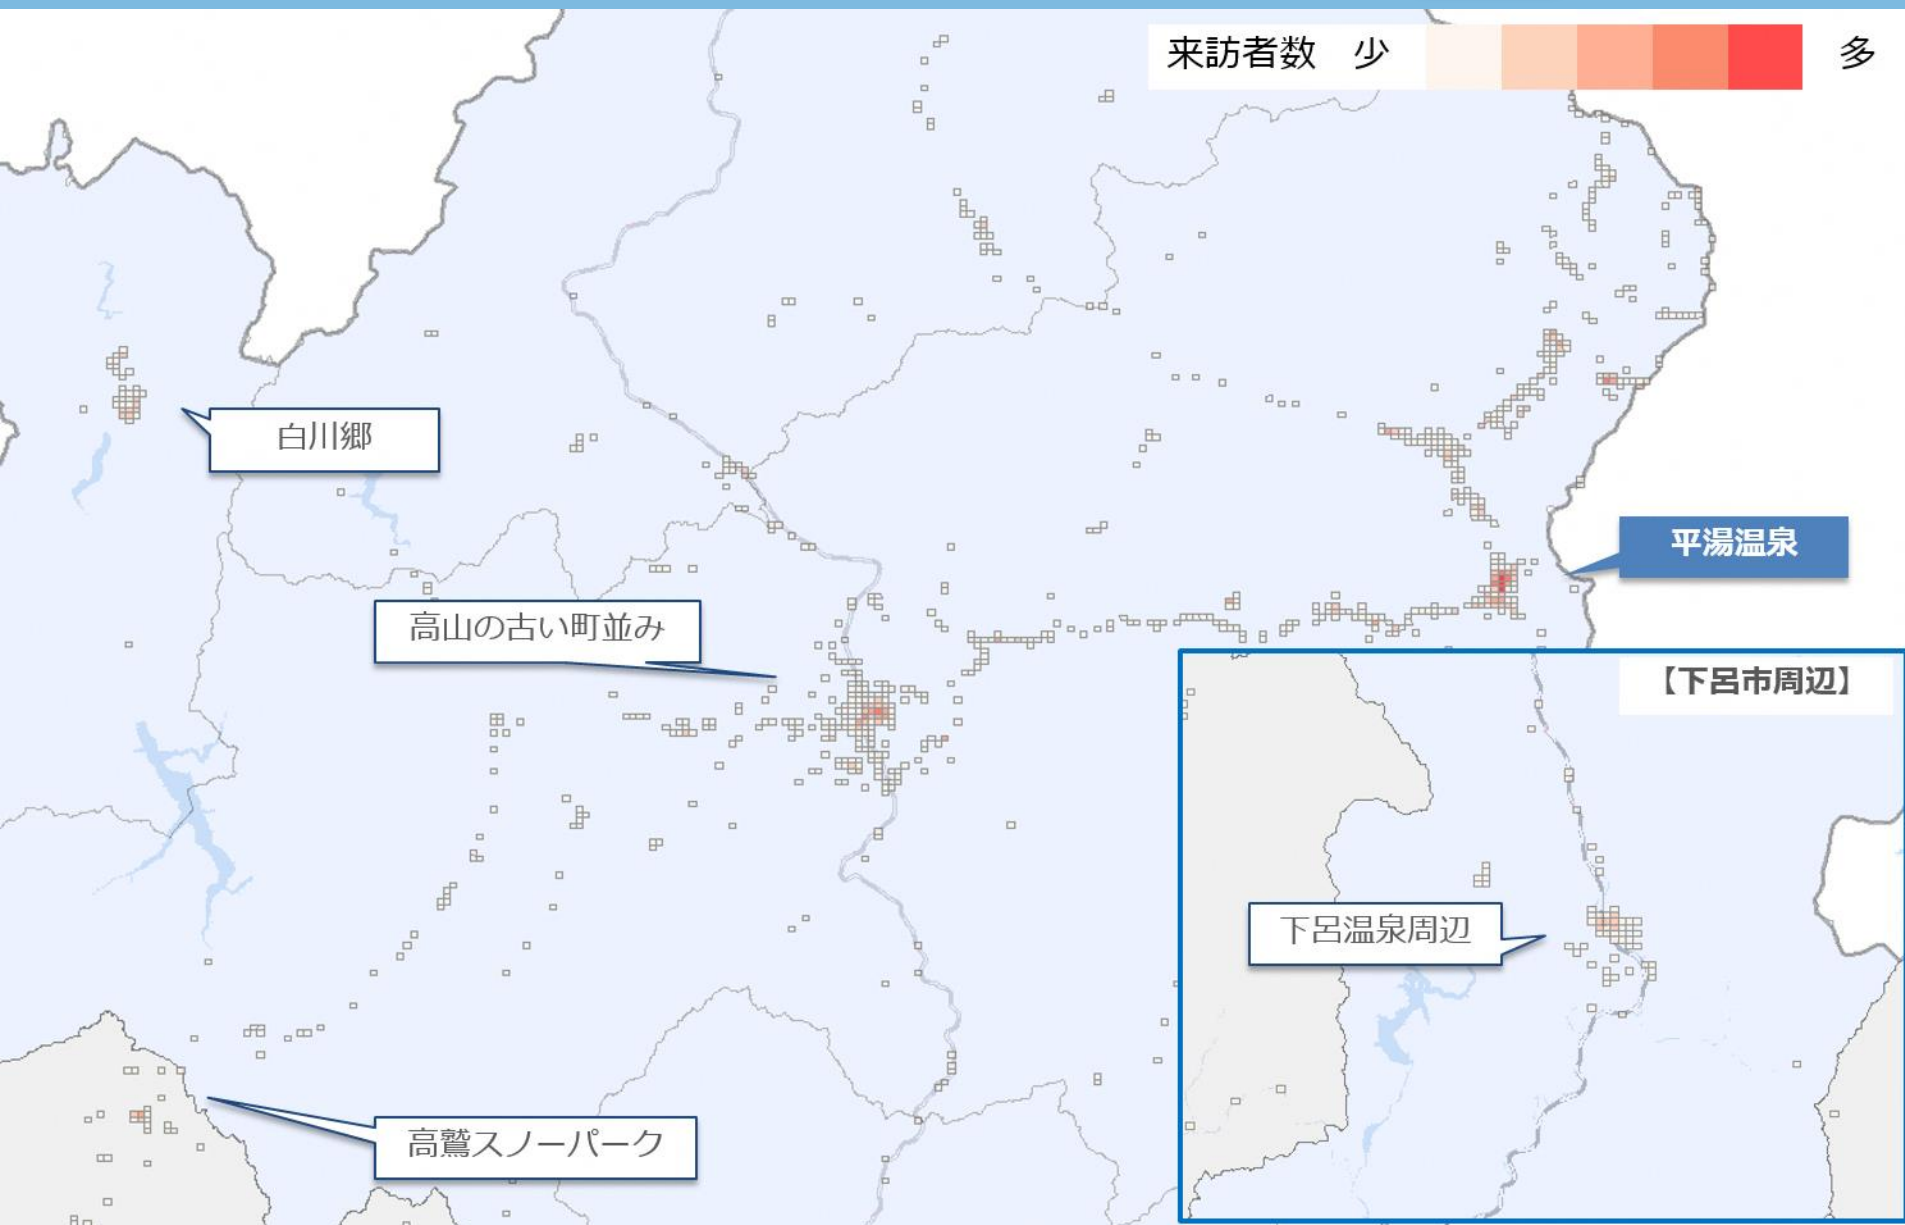 来訪者数 少 多
白川郷
平湯温泉
高山の古い町並み
【下呂市周辺】
下呂温泉周辺
高鷲スノーパーク